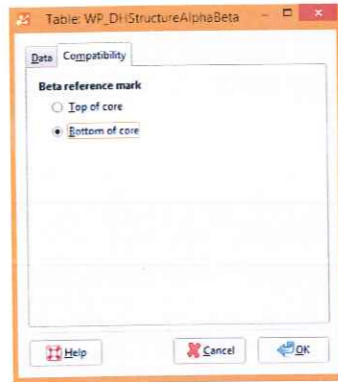 Table: WP_DHStructureAlphaBeta
Data Compatibility
Beta reference mark
Top of core
Bottom of core
Help Cancel OK